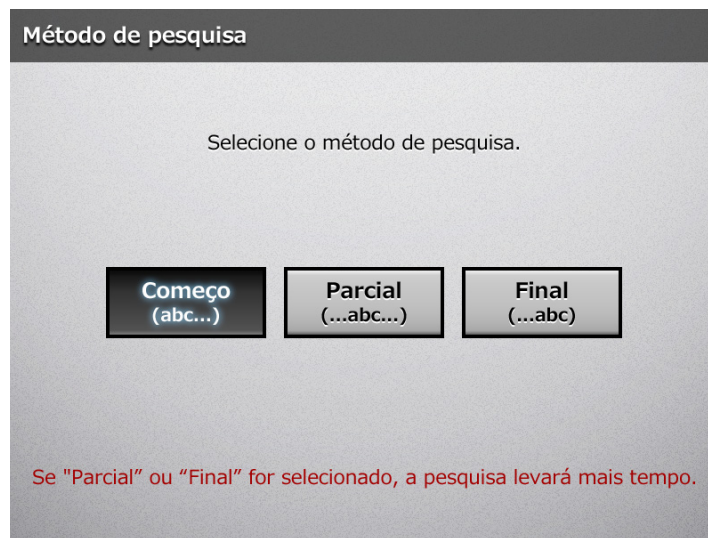 Método de pesquisa
Selecione o método de pesquisa.
Começo
(abc...)
Parcial
(...abc...)
Final
(...abc)
Se "Parcial” ou “Final” for selecionado, a pesquisa levará mais tempo.